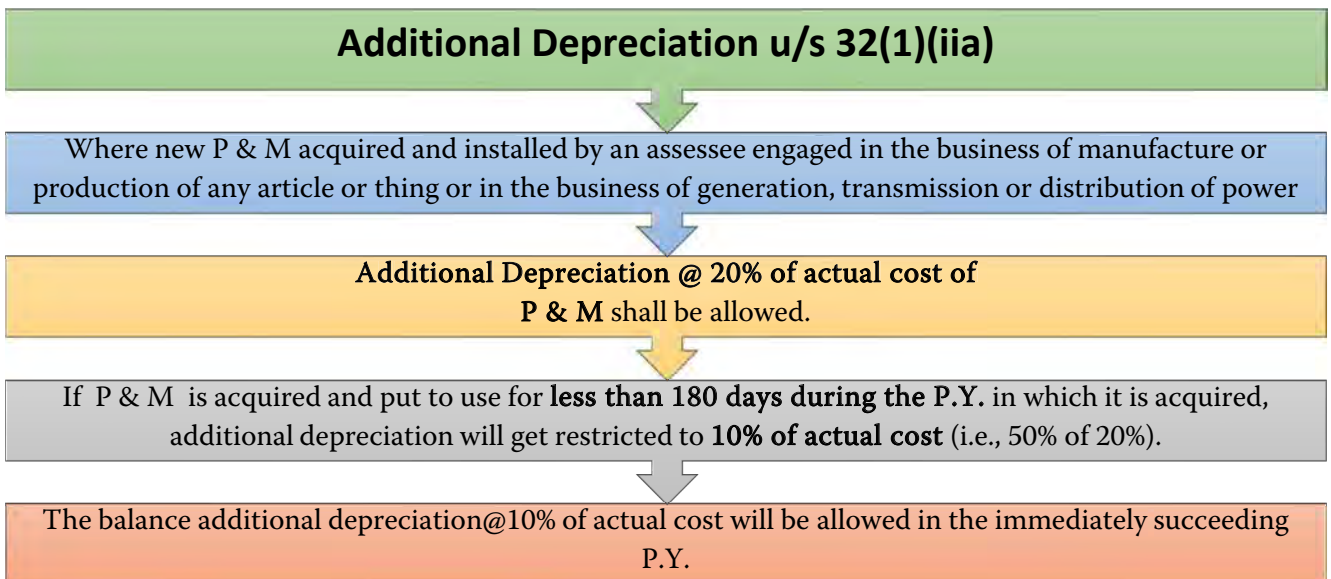 Additional Depreciation u/s 32(1)(iia)
Where new P & M acquired and installed by an assessee engaged in the business of manufacture or
production of any article or thing or in the business of generation, transmission or distribution of power
Additional Depreciation @ 20% of actual cost of
P & M shall be allowed.
If P & M is acquired and put to use for less than 180 days during the P.Y. in which it is acquired,
additional depreciation will get restricted to 10% of actual cost (i.e., 50% of 20%).
The balance additional depreciation@10% of actual cost will be allowed in the immediately succeeding
P.Y.